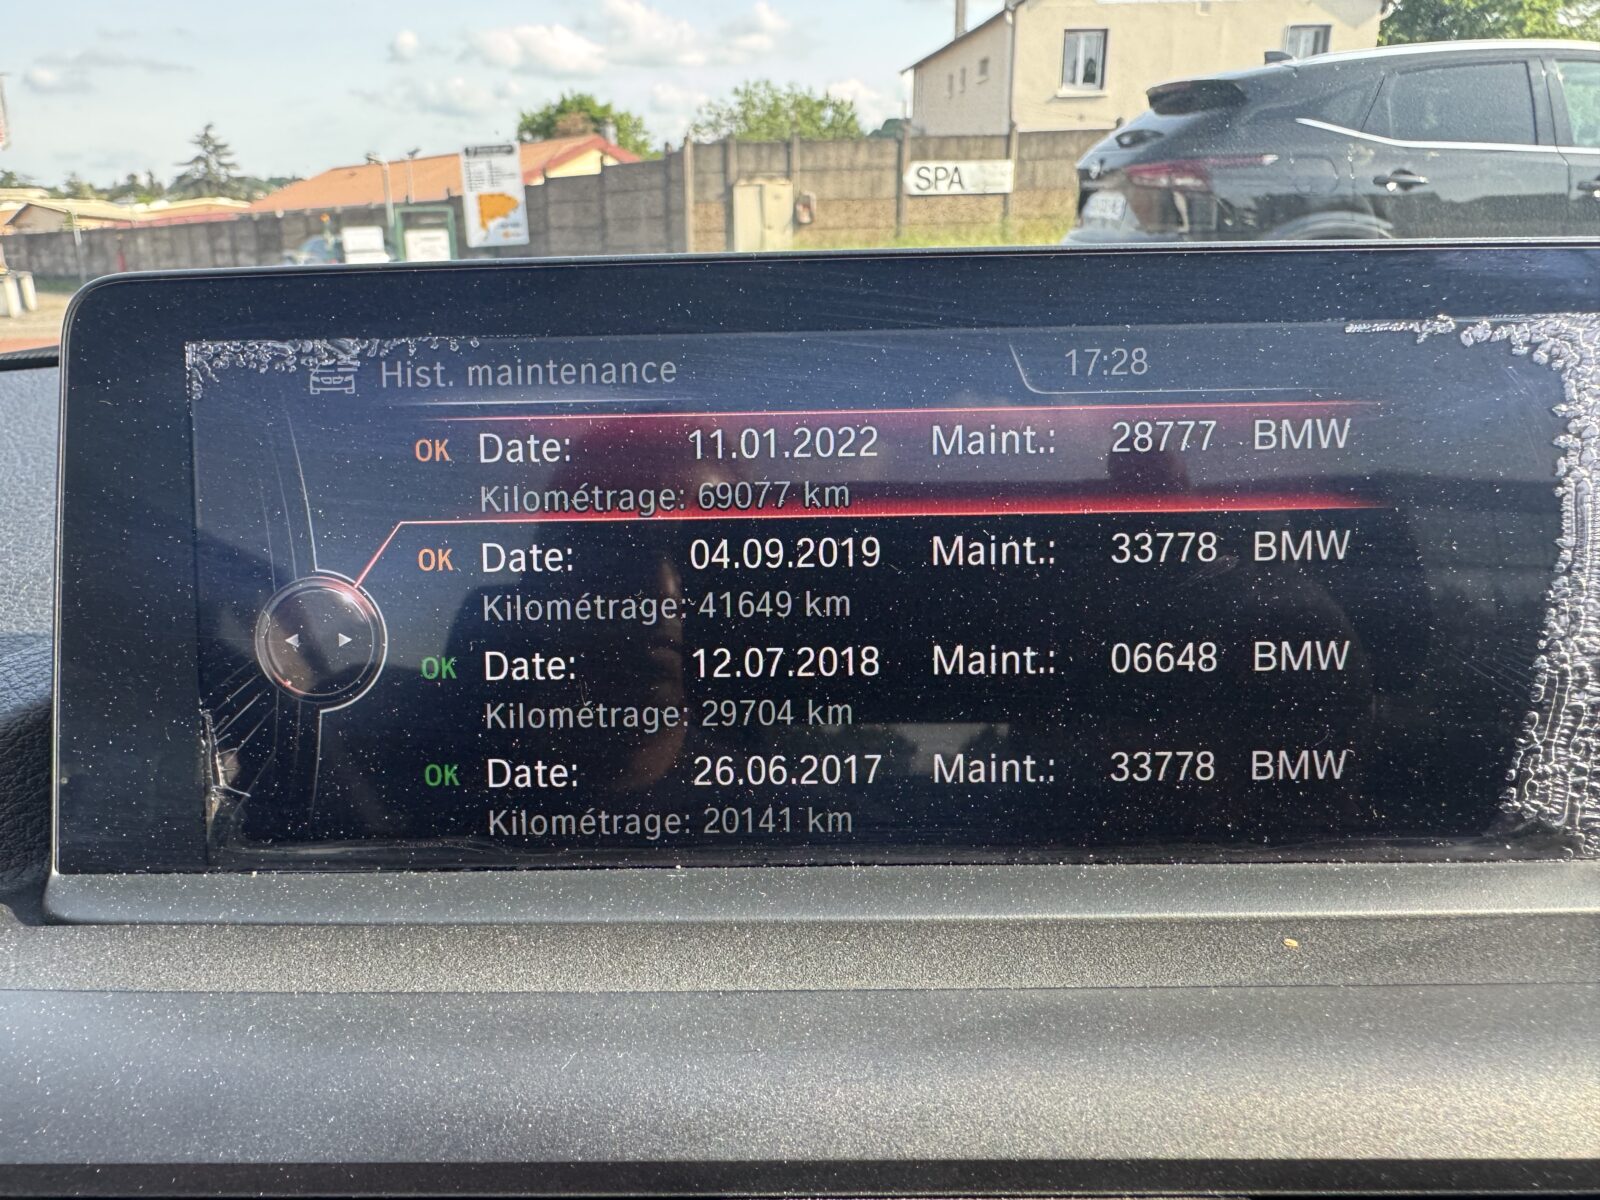 SPA
Hist. maintenance 17:28
OK Date: 11.01.2022 Maint.: 28777 BMW
Kilométrage: 69077 km
OK Date: 04.09.2019 Maint.: 33778 BMW
Kilométrage: 41649 km
OK Date: 12.07.2018 Maint.: 06648 BMW
Kilométrage: 29704 km
OK Date: 26.06.2017 Maint.: 33778 BMW
Kilométrage: 20141 km